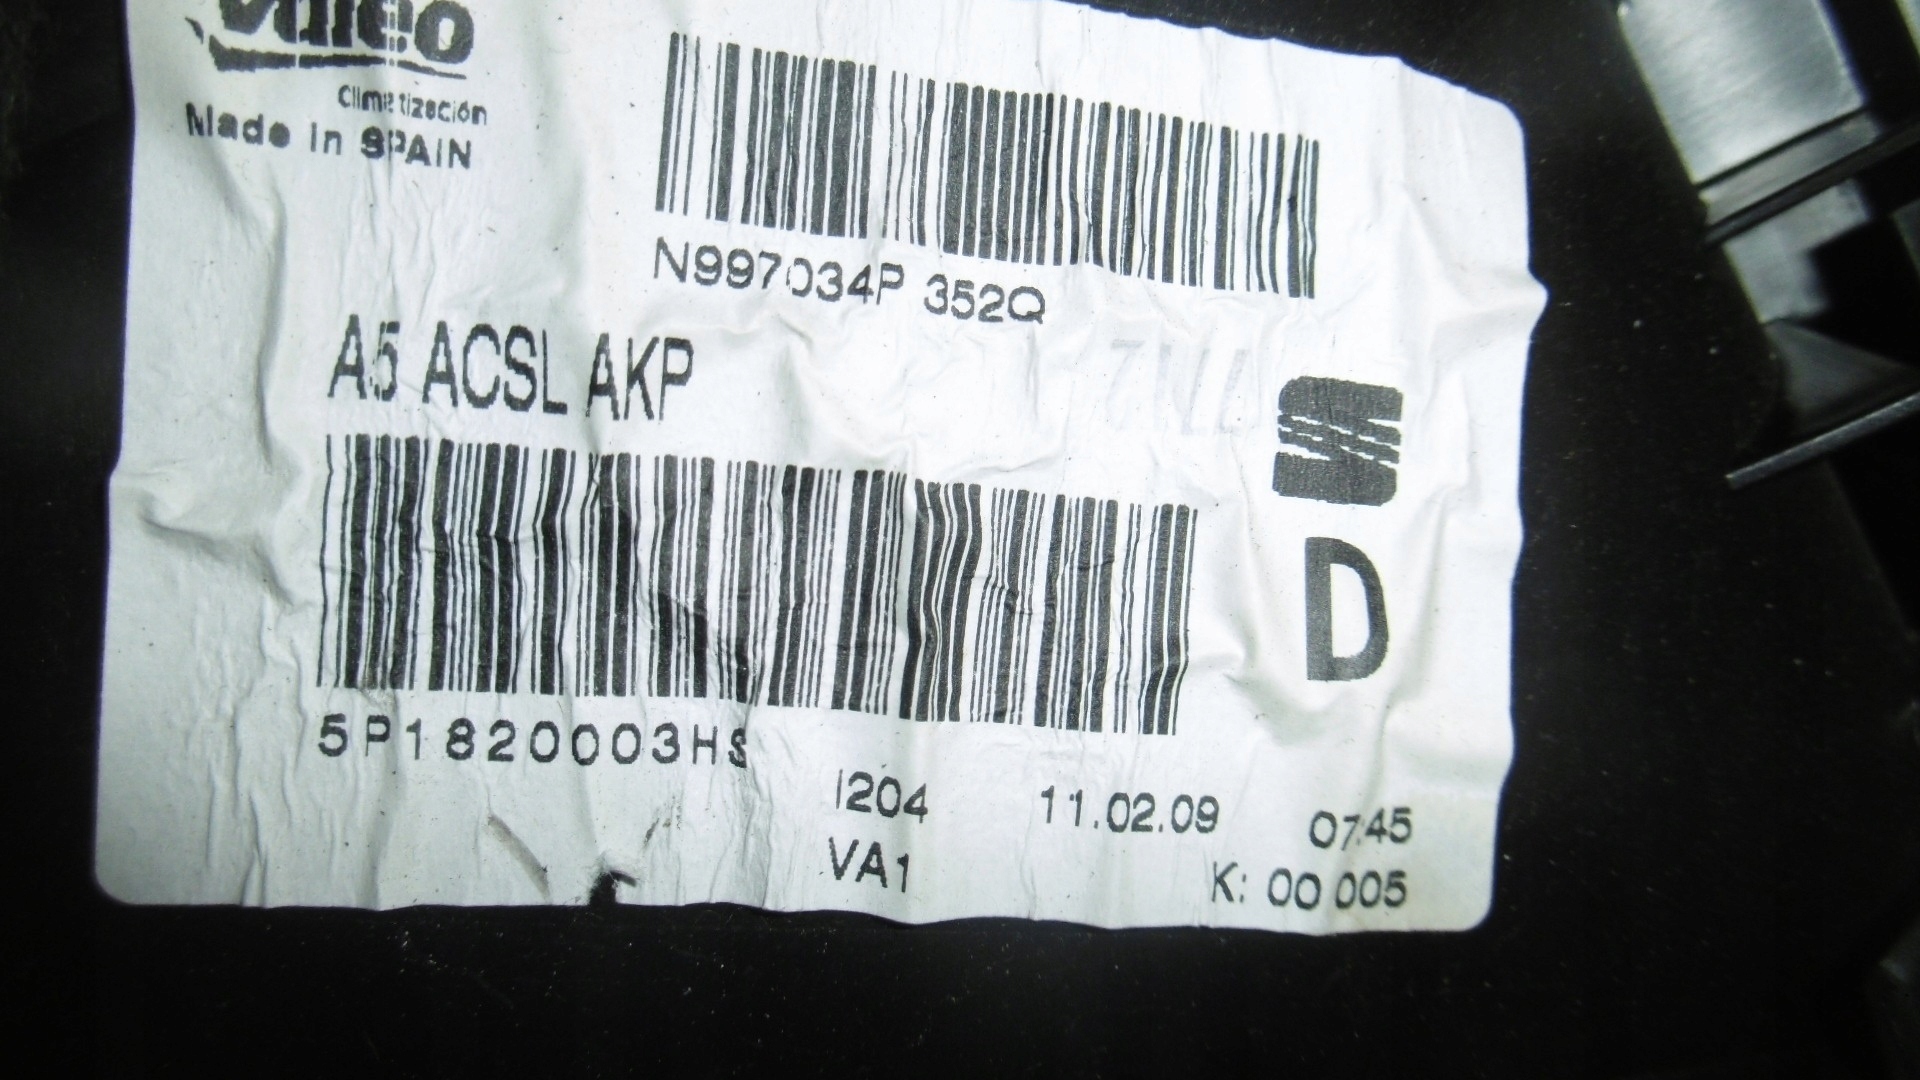 Valeo
Climatización
Made in SPAIN
N997034P 352Q
A5 ACSL AKP
D
5P1820003HS
I204 11.02.09 07:45
VA1 K: 00 005